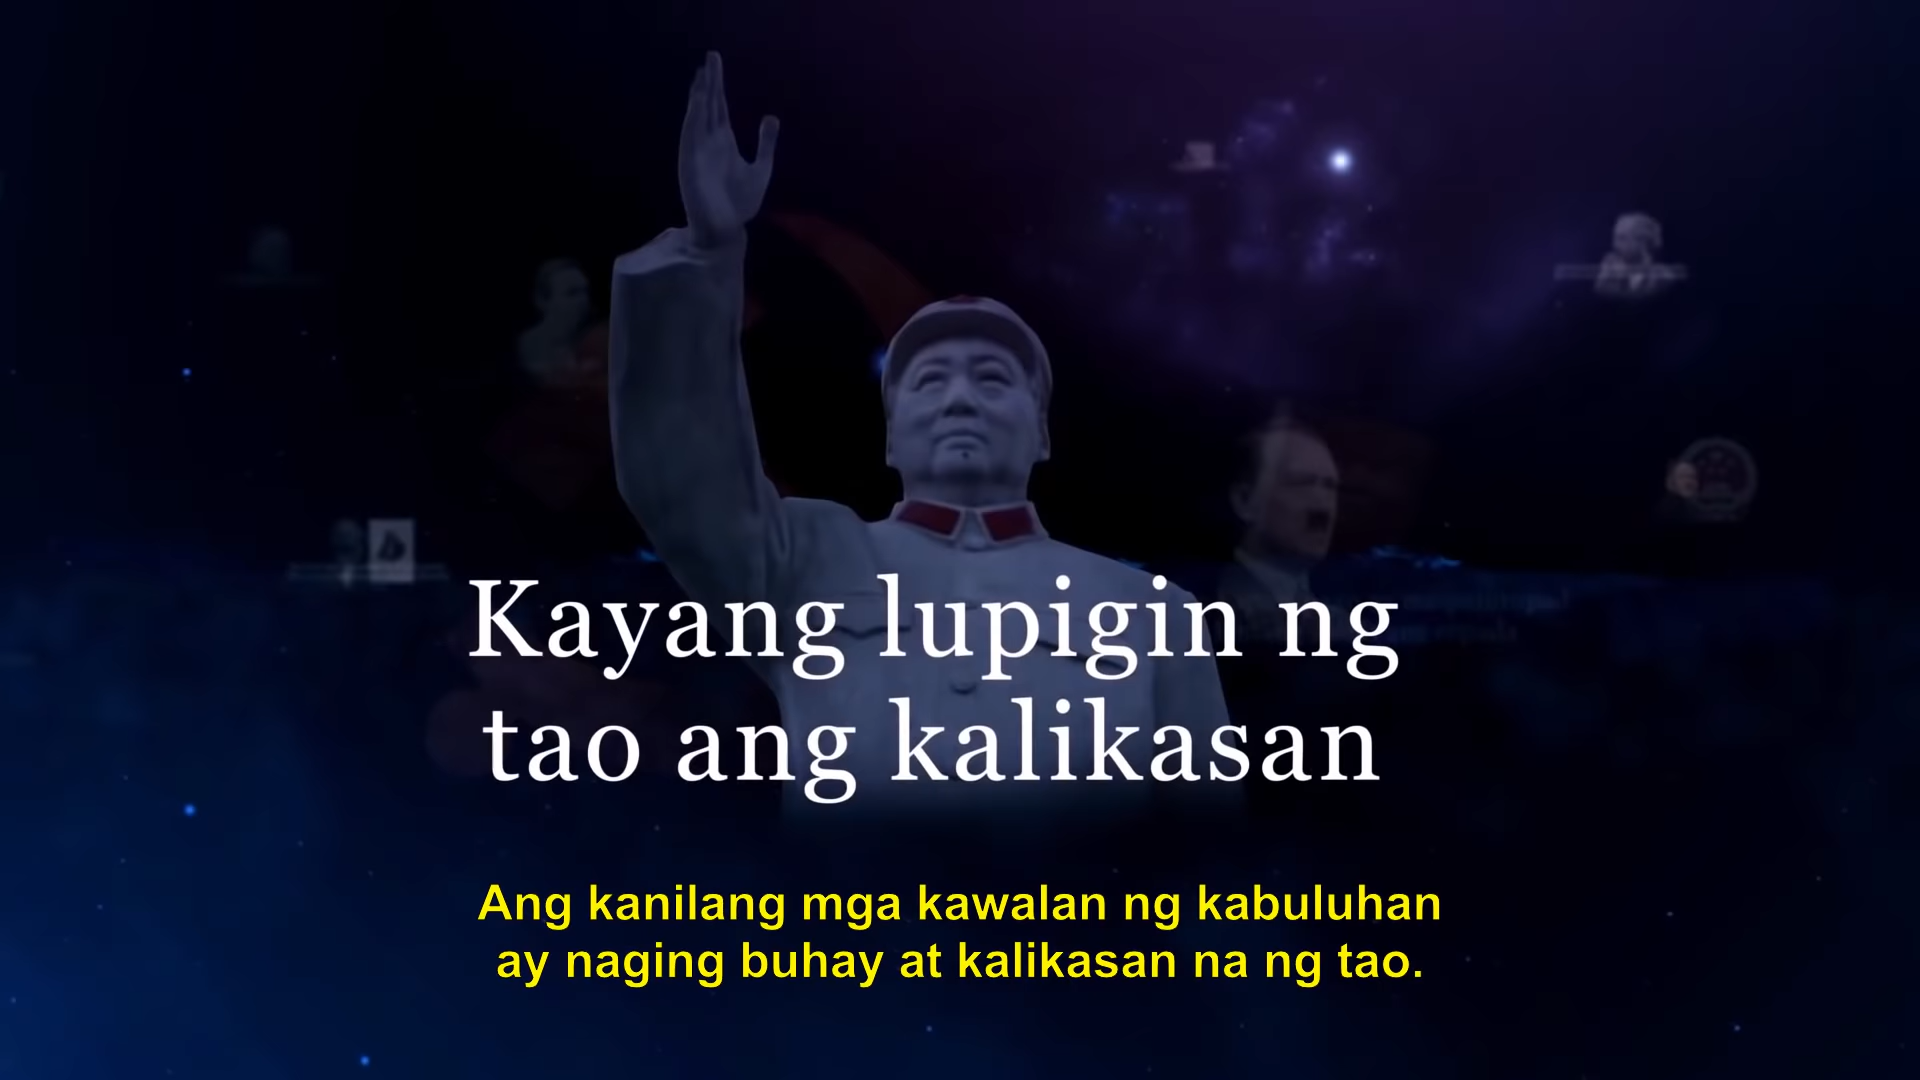 Kayang lupigin ng
tao ang kalikasan
Ang kanilang mga kawalan ng kabuluhan
ay naging buhay at kalikasan na ng tao.